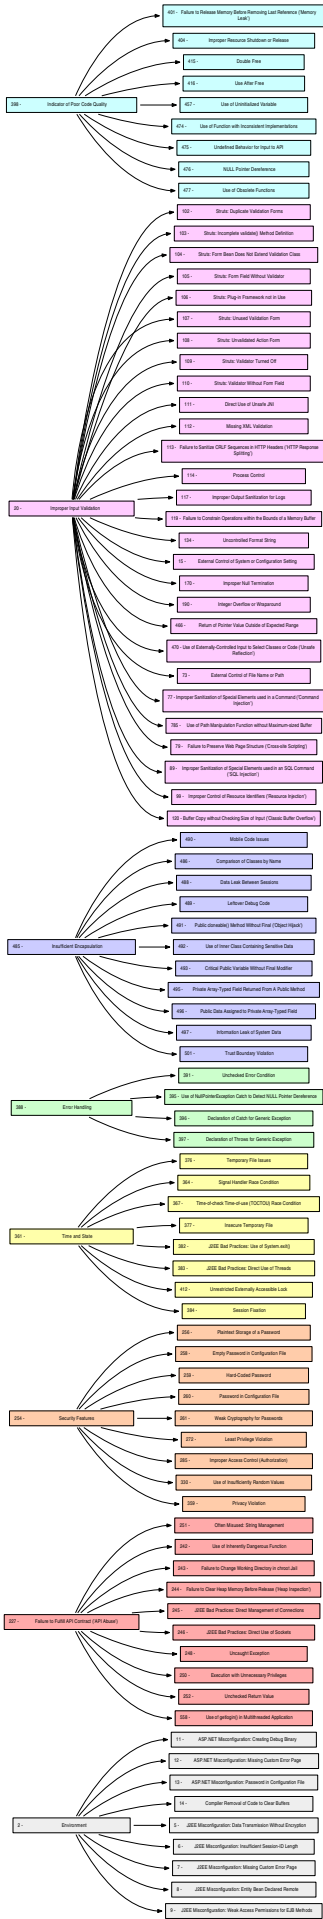 401 - Failure to Release Memory Before Removing Last Reference ('Memory
Leak')
404 - Improper Resource Shutdown or Release
415 - Double Free
416 - Use After Free
398 - Indicator of Poor Code Quality
457 - Use of Uninitialized Variable
474 - Use of Function with Inconsistent Implementations
475 - Undefined Behavior for Input to API
476 - NULL Pointer Dereference
477 - Use of Obsolete Functions
102 - Struts: Duplicate Validation Forms
103 - Struts: Incomplete validate() Method Definition
104 - Struts: Form Bean Does Not Extend Validation Class
105 - Struts: Form Field Without Validator
106 - Struts: Plug-in Framework not in Use
107 - Struts: Unused Validation Form
108 - Struts: Unvalidated Action Form
109 - Struts: Validator Turned Off
110 - Struts: Validator Without Form Field
111 - Direct Use of Unsafe JNI
112 - Missing XML Validation
113 - Failure to Sanitize CRLF Sequences in HTTP Headers ('HTTP Response
Splitting')
114 - Process Control
117 - Improper Output Sanitization for Logs
20 - Improper Input Validation
119 - Failure to Constrain Operations within the Bounds of a Memory Buffer
134 - Uncontrolled Format String
15 - External Control of System or Configuration Setting
170 - Improper Null Termination
190 - Integer Overflow or Wraparound
466 - Return of Pointer Value Outside of Expected Range
470 - Use of Externally-Controlled Input to Select Classes or Code ('Unsafe
Reflection')
73 - External Control of File Name or Path
77 - Improper Sanitization of Special Elements used in a Command ('Command
Injection')
785 - Use of Path Manipulation Function without Maximum-sized Buffer
79 - Failure to Preserve Web Page Structure ('Cross-site Scripting')
89 - Improper Sanitization of Special Elements used in an SQL Command
('SQL Injection')
99 - Improper Control of Resource Identifiers ('Resource Injection')
120 - Buffer Copy without Checking Size of Input ('Classic Buffer Overflow')
490 - Mobile Code Issues
486 - Comparison of Classes by Name
488 - Data Leak Between Sessions
489 - Leftover Debug Code
491 - Public cloneable() Method Without Final ('Object Hijack')
485 - Insufficient Encapsulation
492 - Use of Inner Class Containing Sensitive Data
493 - Critical Public Variable Without Final Modifier
495 - Private Array-Typed Field Returned From A Public Method
496 - Public Data Assigned to Private Array-Typed Field
497 - Information Leak of System Data
501 - Trust Boundary Violation
391 - Unchecked Error Condition
395 - Use of NullPointerException Catch to Detect NULL Pointer Dereference
388 - Error Handling
396 - Declaration of Catch for Generic Exception
397 - Declaration of Throws for Generic Exception
376 - Temporary File Issues
364 - Signal Handler Race Condition
367 - Time-of-check Time-of-use (TOCTOU) Race Condition
377 - Insecure Temporary File
361 - Time and State
382 - J2EE Bad Practices: Use of System.exit()
383 - J2EE Bad Practices: Direct Use of Threads
412 - Unrestricted Externally Accessible Lock
384 - Session Fixation
256 - Plaintext Storage of a Password
258 - Empty Password in Configuration File
259 - Hard-Coded Password
260 - Password in Configuration File
254 - Security Features
261 - Weak Cryptography for Passwords
272 - Least Privilege Violation
285 - Improper Access Control (Authorization)
330 - Use of Insufficiently Random Values
359 - Privacy Violation
251 - Often Misused: String Management
242 - Use of Inherently Dangerous Function
243 - Failure to Change Working Directory in chroot Jail
244 - Failure to Clear Heap Memory Before Release ('Heap Inspection')
245 - J2EE Bad Practices: Direct Management of Connections
227 - Failure to Fulfill API Contract ('API Abuse')
246 - J2EE Bad Practices: Direct Use of Sockets
248 - Uncaught Exception
250 - Execution with Unnecessary Privileges
252 - Unchecked Return Value
558 - Use of getlogin() in Multithreaded Application
11 - ASP.NET Misconfiguration: Creating Debug Binary
12 - ASP.NET Misconfiguration: Missing Custom Error Page
13 - ASP.NET Misconfiguration: Password in Configuration File
14 - Compiler Removal of Code to Clear Buffers
2 - Environment
5 - J2EE Misconfiguration: Data Transmission Without Encryption
6 - J2EE Misconfiguration: Insufficient Session-ID Length
7 - J2EE Misconfiguration: Missing Custom Error Page
8 - J2EE Misconfiguration: Entity Bean Declared Remote
9 - J2EE Misconfiguration: Weak Access Permissions for EJB Methods